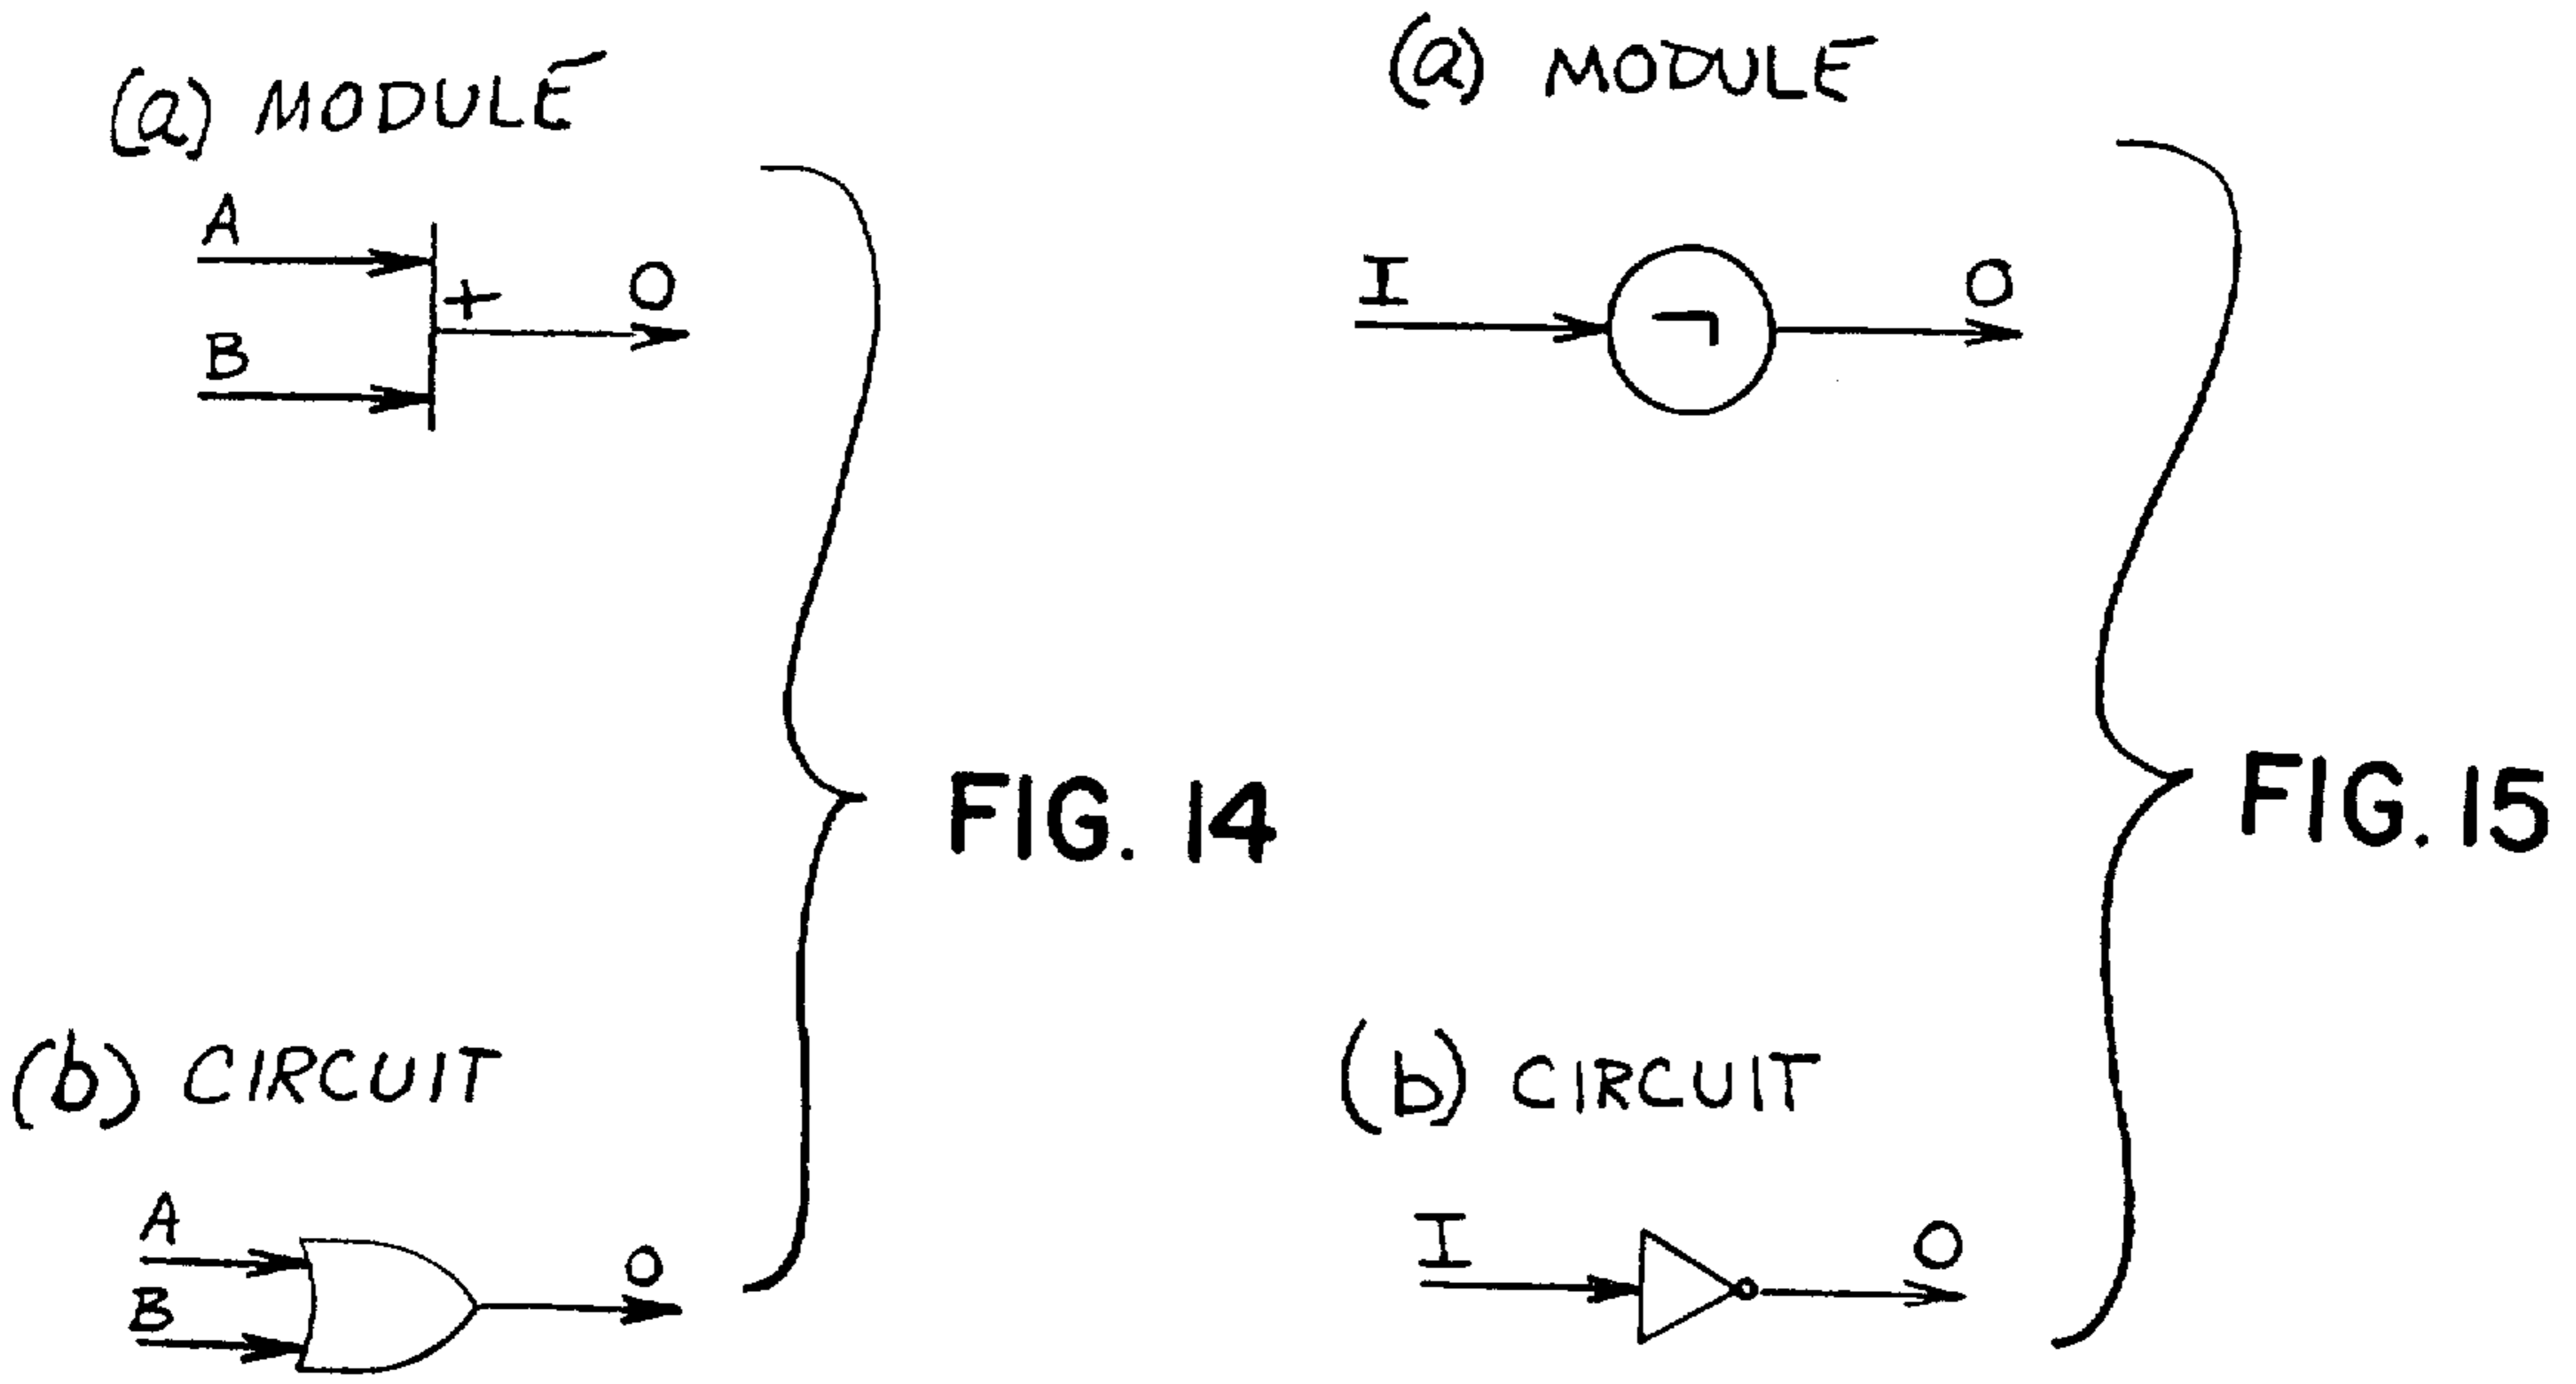 (a) MODULE
A
+
O
B
FIG. 14
(b) CIRCUIT
A
O
B
(a) MODULE
I
¬
O
FIG. 15
(b) CIRCUIT
I
O